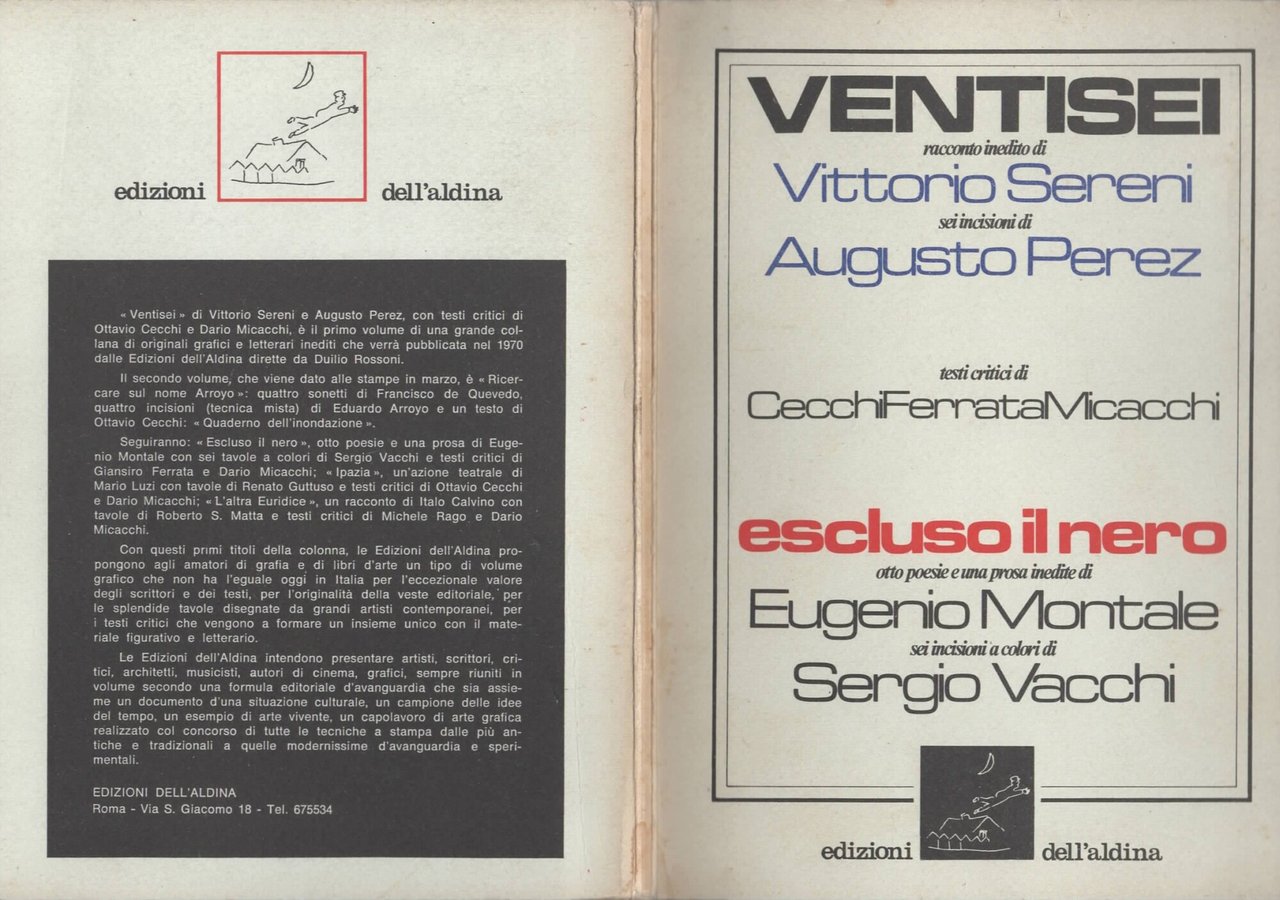 edizioni dell'aldina
« Ventisei » di Vittorio Sereni e Augusto Perez, con testi critici di
Ottavio Cecchi e Dario Micacchi, è il primo volume di una grande col-
lana di originali grafici e letterari inediti che verrà pubblicata nel 1970
dalle Edizioni dell'Aldina dirette da Duilio Rossoni.
Il secondo volume, che viene dato alle stampe in marzo, è « Ricer-
care sul nome Arroyo »: quattro sonetti di Francisco de Quevedo,
quattro incisioni (tecnica mista) di Eduardo Arroyo e un testo di
Ottavio Cecchi: « Quaderno dell'inondazione ».
Seguiranno: « Escluso il nero », otto poesie e una prosa di Euge-
nio Montale con sei tavole a colori di Sergio Vacchi e testi critici di
Giansiro Ferrata e Dario Micacchi; « Ipazia », un'azione teatrale di
Mario Luzi con tavole di Renato Guttuso e testi critici di Ottavio Cecchi
e Dario Micacchi; « L'altra Euridice », un racconto di Italo Calvino con
tavole di Roberto S. Matta e testi critici di Michele Rago e Dario
Micacchi.
Con questi primi titoli della colonna, le Edizioni dell'Aldina pro-
pongono agli amatori di grafia e di libri d'arte un tipo di volume
grafico che non ha l'eguale oggi in Italia per l'eccezionale valore
degli scrittori e dei testi, per l'originalità della veste editoriale, per
le splendide tavole disegnate da grandi artisti contemporanei, per
i testi critici che vengono a formare un insieme unico con il mate-
riale figurativo e letterario.
Le Edizioni dell'Aldina intendono presentare artisti, scrittori, cri-
tici, architetti, musicisti, autori di cinema, grafici, sempre riuniti in
volume secondo una formula editoriale d'avanguardia che sia assie-
me un documento d'una situazione culturale, un campione delle idee
del tempo, un esempio di arte vivente, un capolavoro di arte grafica
realizzato col concorso di tutte le tecniche a stampa dalle più an-
tiche e tradizionali a quelle modernissime d'avanguardia e speri-
mentali.
EDIZIONI DELL'ALDINA
Roma - Via S. Giacomo 18 - Tel. 675534
VENTISEI
racconto inedito di
Vittorio Sereni
sei incisioni di
Augusto Perez
testi critici di
CecchiFerrataMicacchi
escluso il nero
otto poesie e una prosa inedite di
Eugenio Montale
sei incisioni a colori di
Sergio Vacchi
edizioni dell'aldina